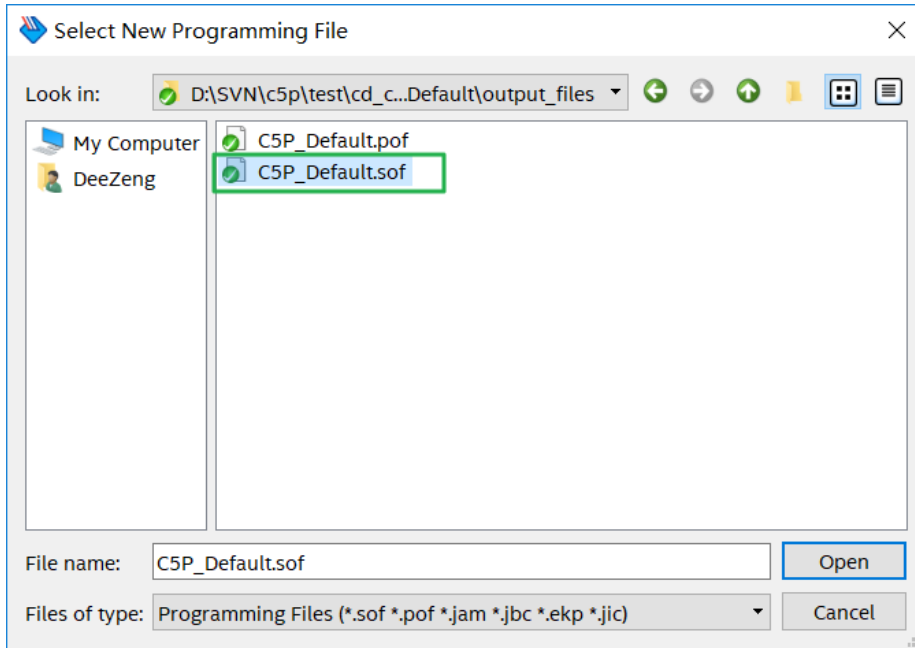 Select New Programming File
Look in: D:\SVN\c5p\test\cd_c...Default\output_files
My Computer
DeeZeng
C5P_Default.pof
C5P_Default.sof
File name: C5P_Default.sof Open
Files of type: Programming Files (*.sof *.pof *.jam *.jbc *.ekp *.jic) Cancel